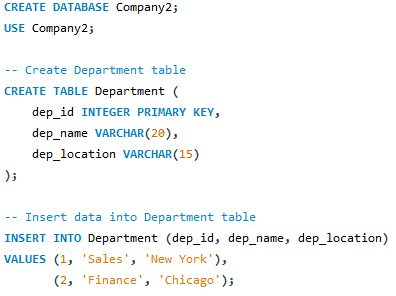 CREATE DATABASE Company2;
USE Company2;
-- Create Department table
CREATE TABLE Department (
    dep_id INTEGER PRIMARY KEY,
    dep_name VARCHAR(20),
    dep_location VARCHAR(15)
);
-- Insert data into Department table
INSERT INTO Department (dep_id, dep_name, dep_location)
VALUES (1, 'Sales', 'New York'),
       (2, 'Finance', 'Chicago');